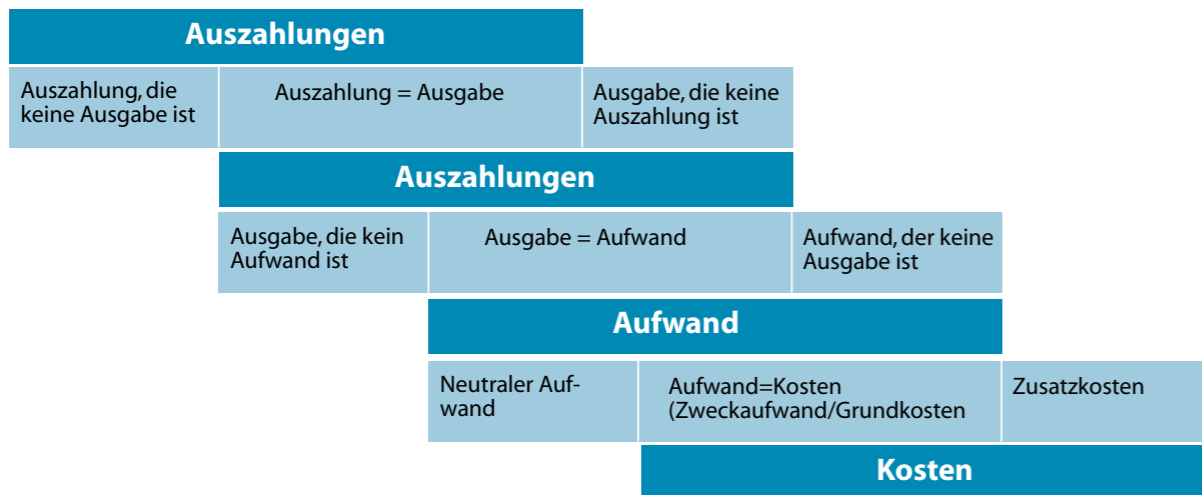 Auszahlungen
Auszahlung, die
keine Ausgabe ist
Auszahlung = Ausgabe
Ausgabe, die keine
Auszahlung ist
Auszahlungen
Ausgabe, die kein
Aufwand ist
Ausgabe = Aufwand
Aufwand, der keine
Ausgabe ist
Aufwand
Neutraler Auf-
wand
Aufwand=Kosten
(Zweckaufwand/Grundkosten
Zusatzkosten
Kosten